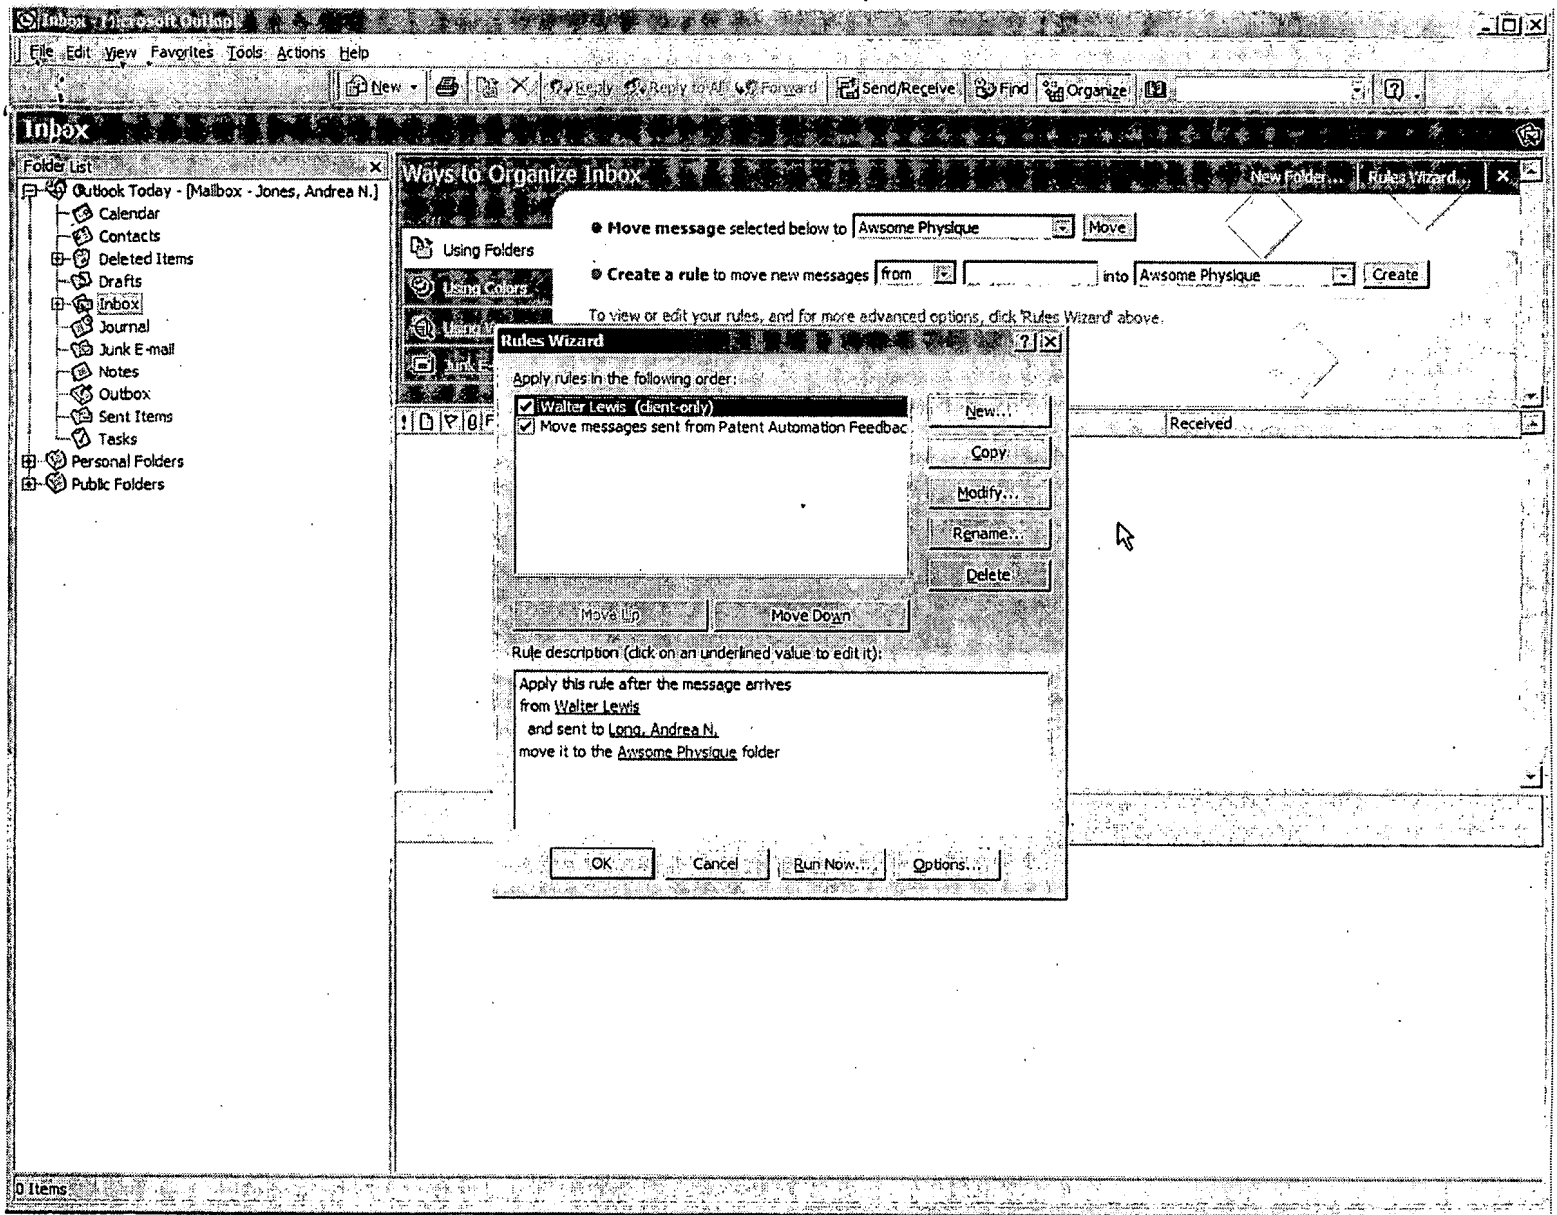 Inbox - Microsoft Outlook
File Edit View Favorites Tools Actions Help
New Reply Reply to All Forward Send/Receive Find Organize
Inbox
Folder List
Outlook Today - [Mailbox - Jones, Andrea N.]
Calendar
Contacts
Deleted Items
Drafts
Inbox
Journal
Junk E-mail
Notes
Outbox
Sent Items
Tasks
Personal Folders
Public Folders
Ways to Organize Inbox
New Folder... Rules Wizard...
Using Folders
Using Colors
Using
Junk E
Move message selected below to Awsome Physique Move
Create a rule to move new messages from into Awsome Physique Create
To view or edit your rules, and for more advanced options, click 'Rules Wizard' above.
Received
Rules Wizard
Apply rules in the following order:
Walter Lewis (client-only)
Move messages sent from Patent Automation Feedbac
New...
Copy
Modify...
Rename...
Delete
Move Up Move Down
Rule description (click on an underlined value to edit it):
Apply this rule after the message arrives
from Walter Lewis
and sent to Long, Andrea N.
move it to the Awsome Physique folder
OK Cancel Run Now... Options...
0 Items